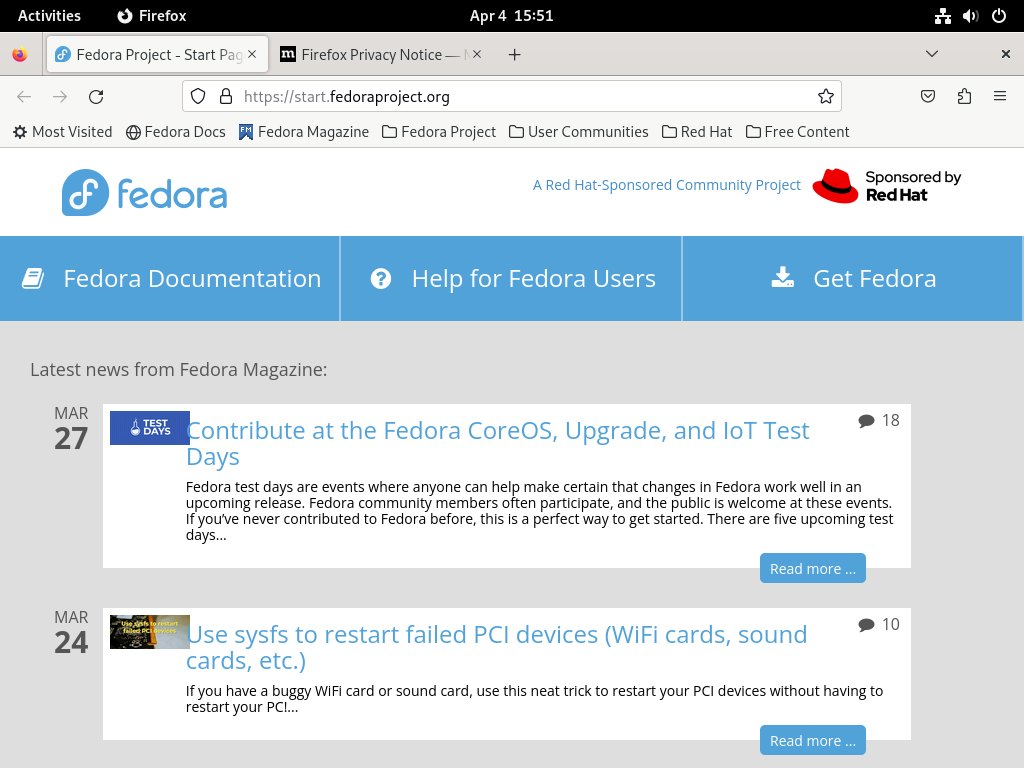 Activities Firefox Apr 4 15:51
Fedora Project - Start Pag Firefox Privacy Notice —
https://start.fedoraproject.org
Most Visited Fedora Docs Fedora Magazine Fedora Project User Communities Red Hat Free Content
fedora
A Red Hat-Sponsored Community Project
Sponsored by
Red Hat
Fedora Documentation Help for Fedora Users Get Fedora
Latest news from Fedora Magazine:
MAR
27
TEST
DAYS
Contribute at the Fedora CoreOS, Upgrade, and IoT Test
Days
18
Fedora test days are events where anyone can help make certain that changes in Fedora work well in an
upcoming release. Fedora community members often participate, and the public is welcome at these events.
If you’ve never contributed to Fedora before, this is a perfect way to get started. There are five upcoming test
days...
Read more ...
MAR
24
Use sysfs to restart
failed PCI devices
Use sysfs to restart failed PCI devices (WiFi cards, sound
cards, etc.)
10
If you have a buggy WiFi card or sound card, use this neat trick to restart your PCI devices without having to
restart your PC!...
Read more ...